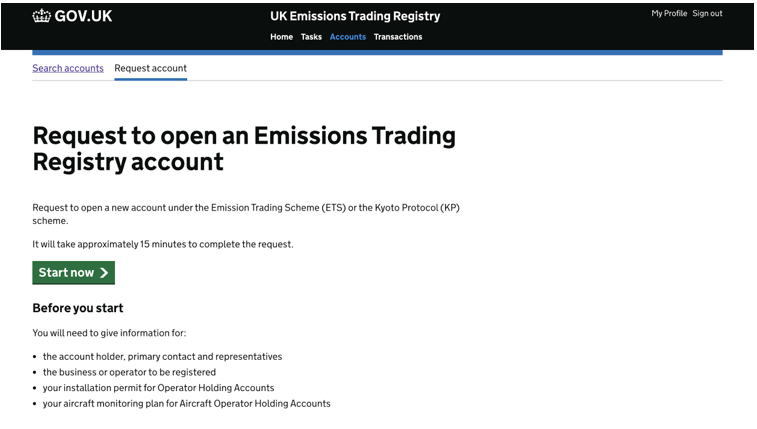 GOV.UK
UK Emissions Trading Registry
My Profile Sign out
Home Tasks Accounts Transactions
Search accounts Request account
Request to open an Emissions Trading
Registry account
Request to open a new account under the Emission Trading Scheme (ETS) or the Kyoto Protocol (KP)
scheme.
It will take approximately 15 minutes to complete the request.
Start now
Before you start
You will need to give information for:
• the account holder, primary contact and representatives
• the business or operator to be registered
• your installation permit for Operator Holding Accounts
• your aircraft monitoring plan for Aircraft Operator Holding Accounts